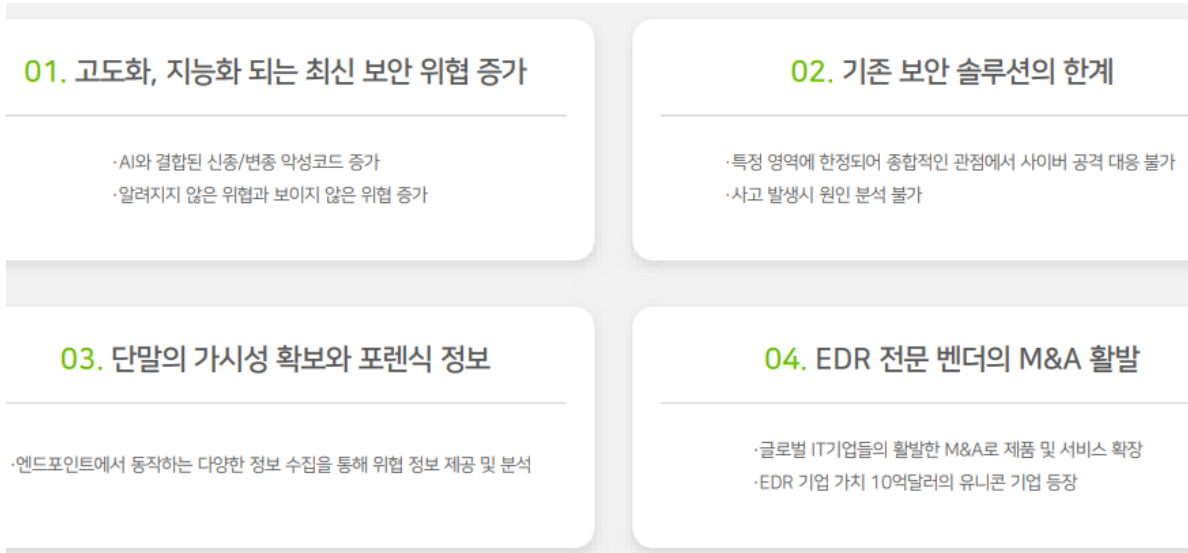 01. 고도화, 지능화 되는 최신 보안 위협 증가
·AI와 결합된 신종/변종 악성코드 증가
·알려지지 않은 위협과 보이지 않은 위협 증가
02. 기존 보안 솔루션의 한계
·특정 영역에 한정되어 종합적인 관점에서 사이버 공격 대응 불가
·사고 발생시 원인 분석 불가
03. 단말의 가시성 확보와 포렌식 정보
·엔드포인트에서 동작하는 다양한 정보 수집을 통해 위협 정보 제공 및 분석
04. EDR 전문 벤더의 M&A 활발
·글로벌 IT기업들의 활발한 M&A로 제품 및 서비스 확장
·EDR 기업 가치 10억달러의 유니콘 기업 등장